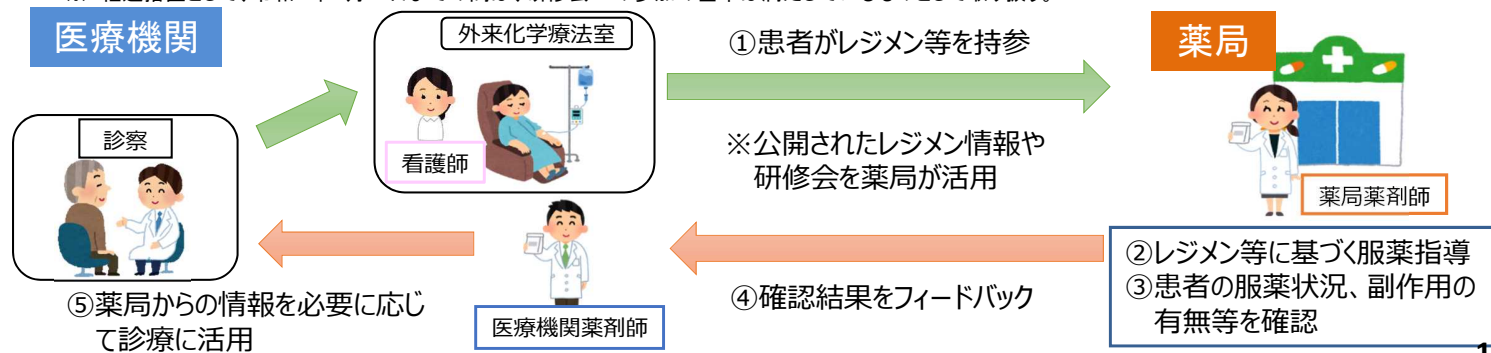 医療機関
外来化学療法室
看護師
診察
①患者がレジメン等を持参
※公開されたレジメン情報や
研修会を薬局が活用
薬局
薬局薬剤師
②レジメン等に基づく服薬指導
③患者の服薬状況、副作用の
有無等を確認
④確認結果をフィードバック
医療機関薬剤師
⑤薬局からの情報を必要に応じ
て診療に活用